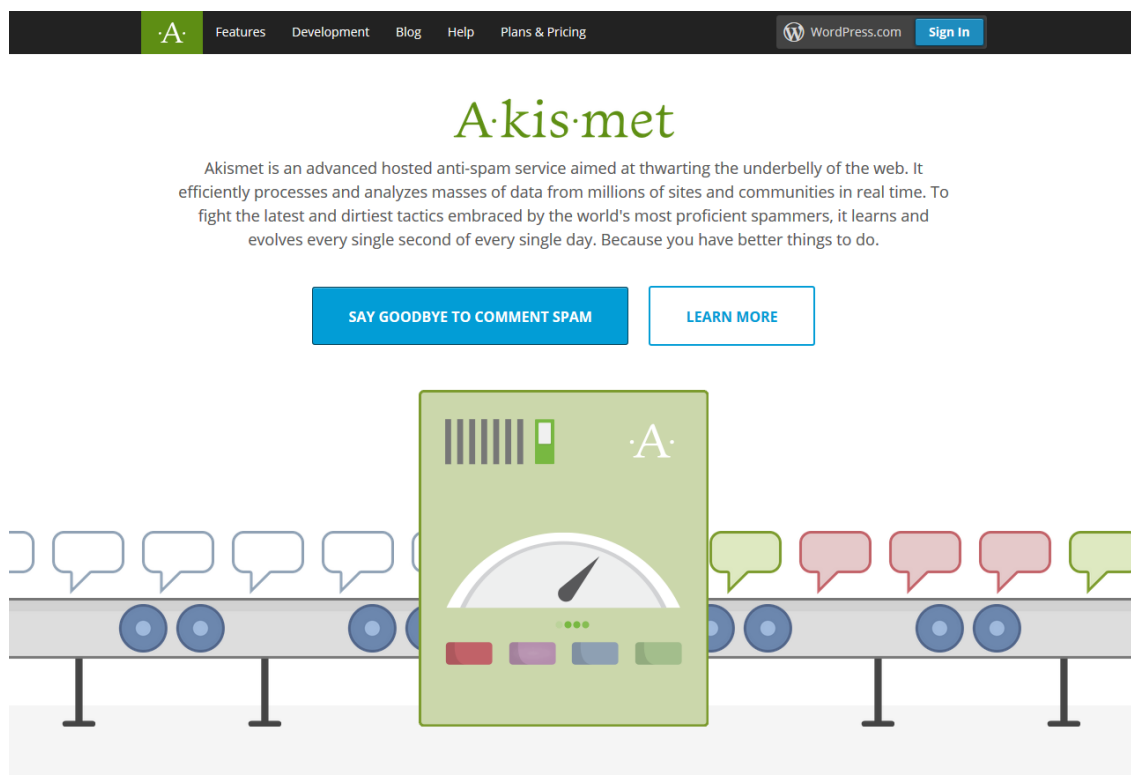 ·A· Features Development Blog Help Plans & Pricing WordPress.com Sign In
A·kis·met
Akismet is an advanced hosted anti-spam service aimed at thwarting the underbelly of the web. It
efficiently processes and analyzes masses of data from millions of sites and communities in real time. To
fight the latest and dirtiest tactics embraced by the world's most proficient spammers, it learns and
evolves every single second of every single day. Because you have better things to do.
SAY GOODBYE TO COMMENT SPAM LEARN MORE
·A·